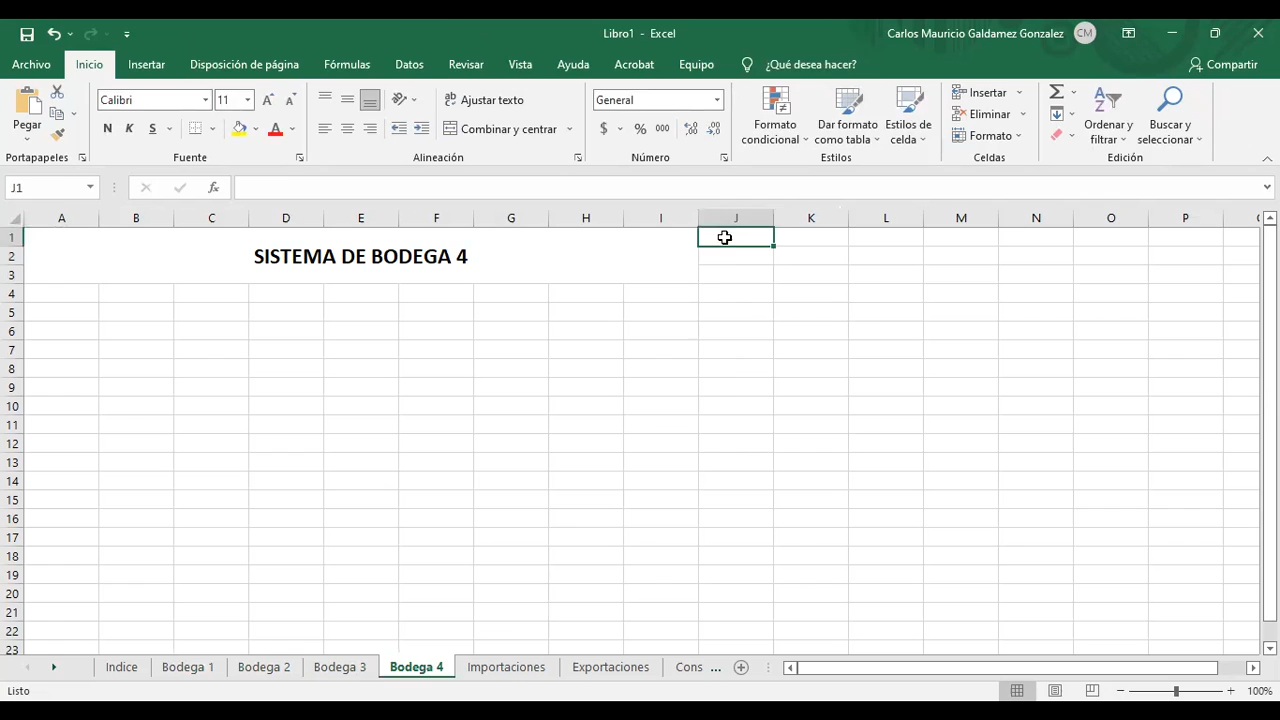 Libro1 - Excel
Carlos Mauricio Galdamez Gonzalez CM
Archivo Inicio Insertar Disposición de página Fórmulas Datos Revisar Vista Ayuda Acrobat Equipo ¿Qué desea hacer? Compartir
Pegar
Calibri 11
N K S
Ajustar texto
Combinar y centrar
General
$ % 000
Formato condicional
Dar formato como tabla
Estilos de celda
Insertar
Eliminar
Formato
Ordenar y filtrar
Buscar y seleccionar
Portapapeles Fuente Alineación Número Estilos Celdas Edición
J1 fx
A B C D E F G H I J K L M N O P
1
2
3
SISTEMA DE BODEGA 4
4
5
6
7
8
9
10
11
12
13
14
15
16
17
18
19
20
21
22
23
Indice Bodega 1 Bodega 2 Bodega 3 Bodega 4 Importaciones Exportaciones Cons ...
Listo 100%